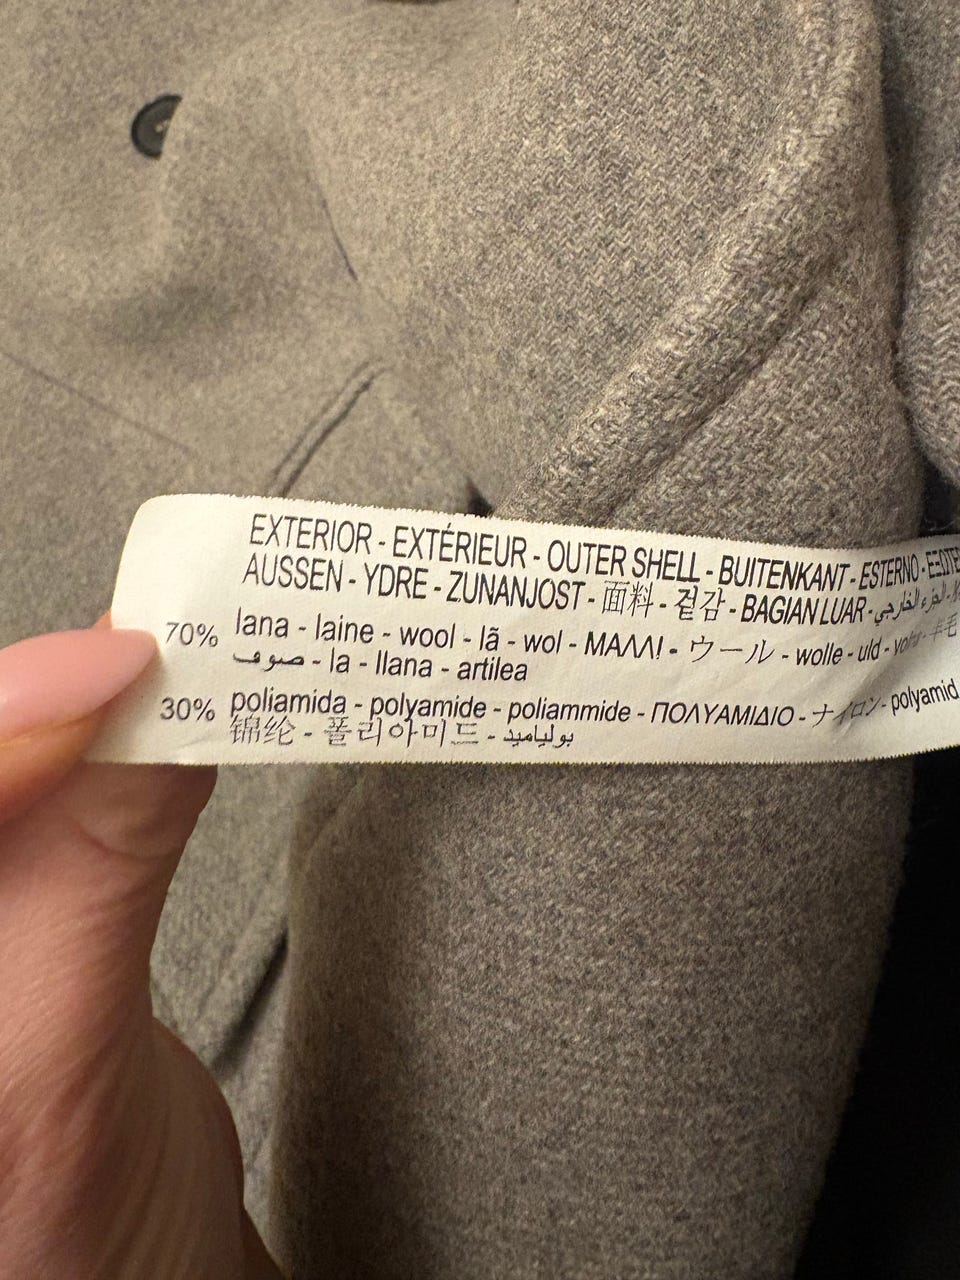 EXTERIOR - EXTÉRIEUR - OUTER SHELL - BUITENKANT - ESTERNO -
AUSSEN - YDRE - ZUNANJOST - 面料 - 겉감 - BAGIAN LUAR - الجزء الخارجي -
70% lana - laine - wool - lã - wol - ΜΑΛΛΙ - ウール - wolle - uld - 羊毛
صوف - la - llana - artilea
30% poliamida - polyamide - poliammide - ΠΟΛΥΑΜΙΔΙΟ - ナイロン - polyamid
锦纶 - 폴리아미드 - بولياميد